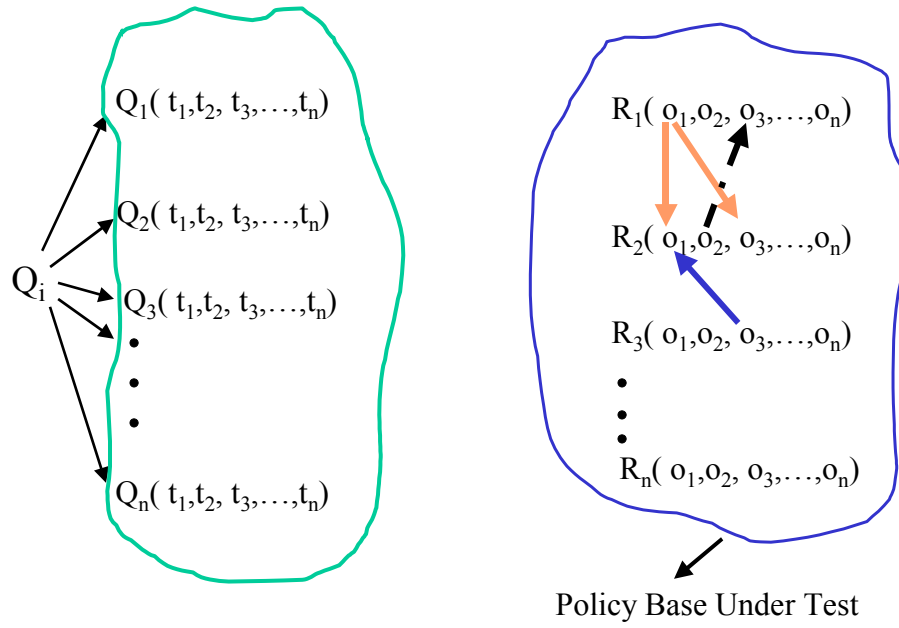 Q₁( t₁,t₂, t₃,…,tₙ)
Q₂( t₁,t₂, t₃,…,tₙ)
Qᵢ
Q₃( t₁,t₂, t₃,…,tₙ)
Qₙ( t₁,t₂, t₃,…,tₙ)
R₁( o₁,o₂, o₃,…,oₙ)
R₂( o₁,o₂, o₃,…,oₙ)
R₃( o₁,o₂, o₃,…,oₙ)
Rₙ( o₁,o₂, o₃,…,oₙ)
Policy Base Under Test